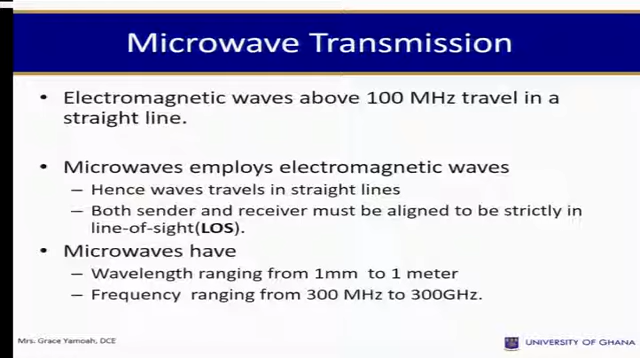 Microwave Transmission
• Electromagnetic waves above 100 MHz travel in a
straight line.
• Microwaves employs electromagnetic waves
– Hence waves travels in straight lines
– Both sender and receiver must be aligned to be strictly in
line-of-sight(LOS).
• Microwaves have
– Wavelength ranging from 1mm to 1 meter
– Frequency ranging from 300 MHz to 300GHz.
Mrs. Grace Yamoah, DCE
UNIVERSITY OF GHANA